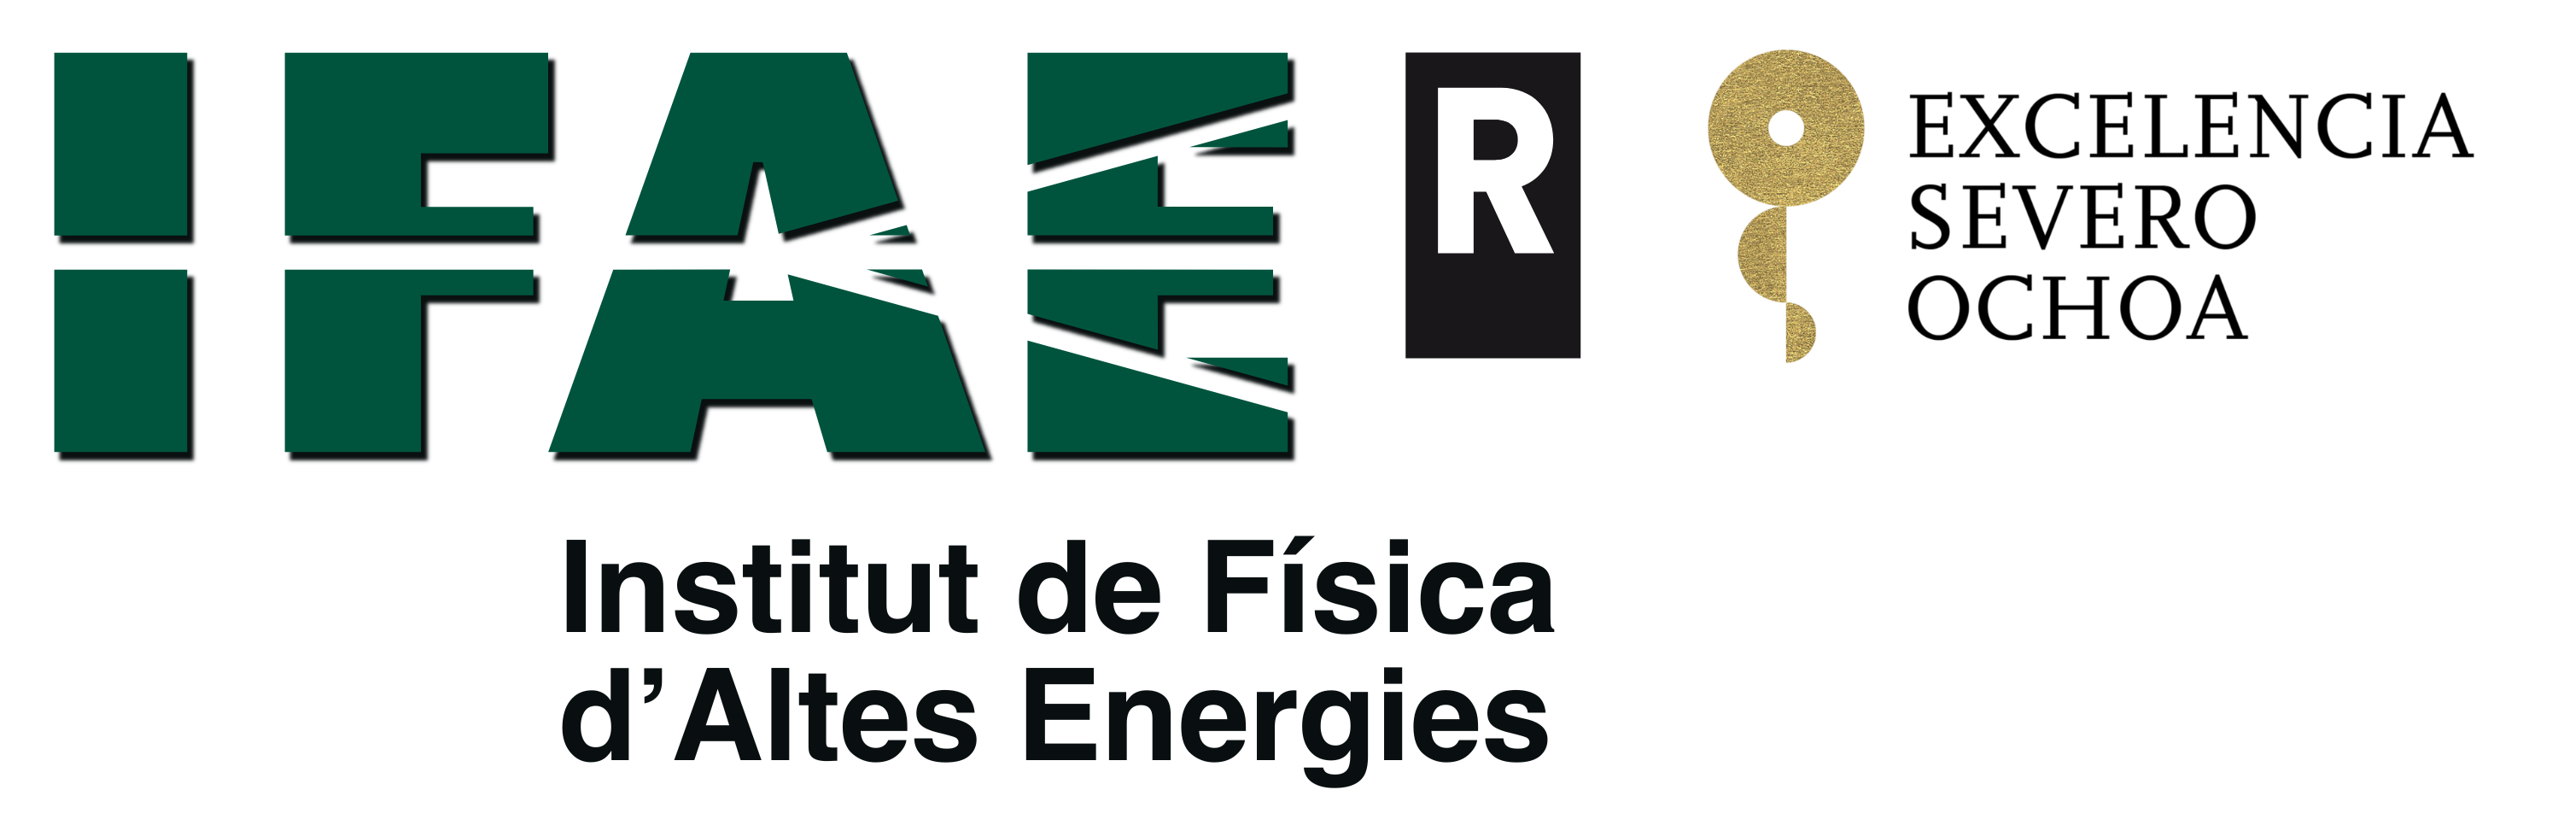 IFAE
R
EXCELENCIA
SEVERO
OCHOA
Institut de Física
d’Altes Energies